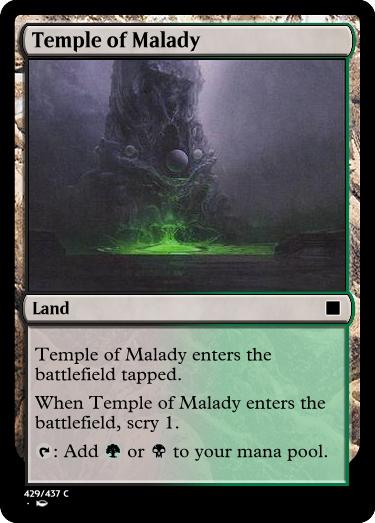 Temple of Malady
Land
Temple of Malady enters the
battlefield tapped.
When Temple of Malady enters the
battlefield, scry 1.
: Add or to your mana pool.
429/437 C